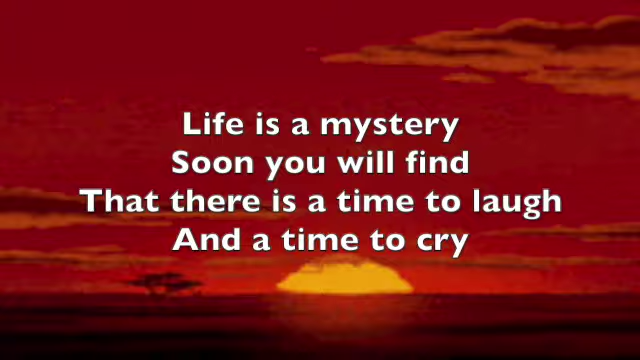 Life is a mystery
Soon you will find
That there is a time to laugh
And a time to cry